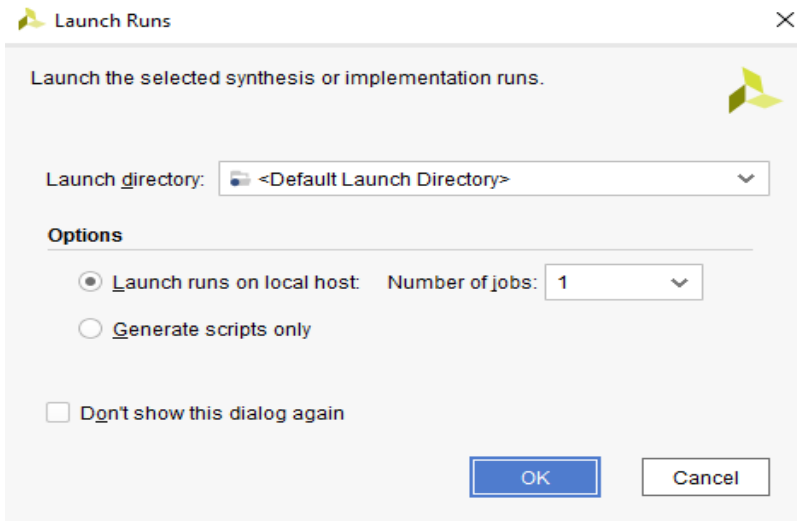 Launch Runs
Launch the selected synthesis or implementation runs.
Launch directory: <Default Launch Directory>
Options
Launch runs on local host: Number of jobs: 1
Generate scripts only
Don't show this dialog again
OK Cancel